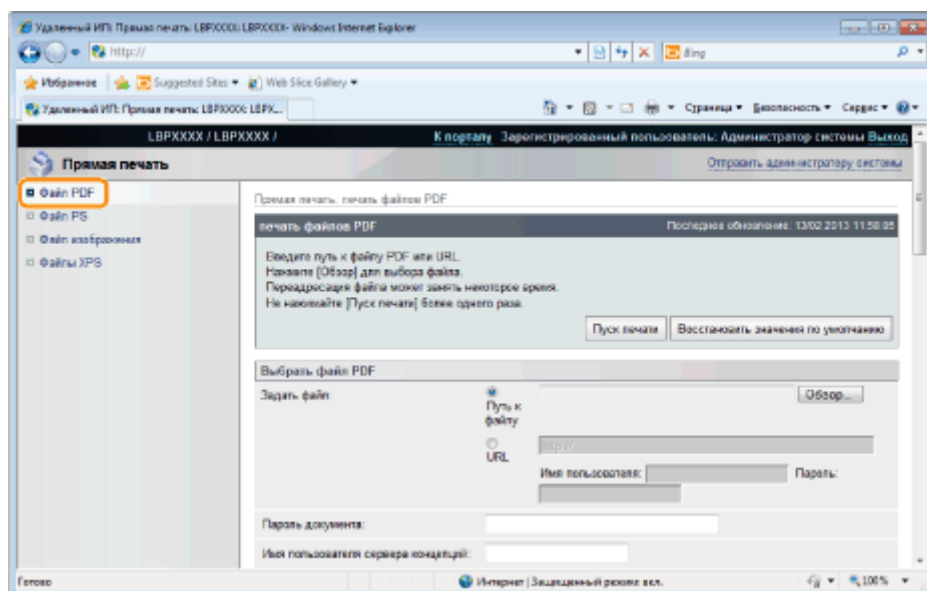 Удаленный ИП: Прямая печать: LBPXXXX: LBPXXXX- Windows Internet Explorer
http://
Bing
Избранное Suggested Sites Web Slice Gallery
Удаленный ИП: Прямая печать: LBPXXXX: LBPX...
Страница Безопасность Сервис
LBPXXXX / LBPXXXX /
К порталу Зарегистрированный пользователь: Администратор системы Выход
Прямая печать
Отправить администратору системы
Файл PDF
Файл PS
Файл изображения
Файлы XPS
Прямая печать: печать файлов PDF
печать файлов PDF
Последнее обновление: 13/02 2013 11:58:05
Введите путь к файлу PDF или URL.
Нажмите [Обзор] для выбора файла.
Переадресация файла может занять некоторое время.
Не нажимайте ]Пуск печати] более одного раза.
Пуск печати Восстановить значения по умолчанию
Выбрать файл PDF
Задать файл:
Путь к файлу
Обзор...
URL
http://
Имя пользователя:
Пароль:
Пароль документа:
Имя пользователя сервера концепций:
Готово
Интернет | Защищенный режим: вкл.
100%